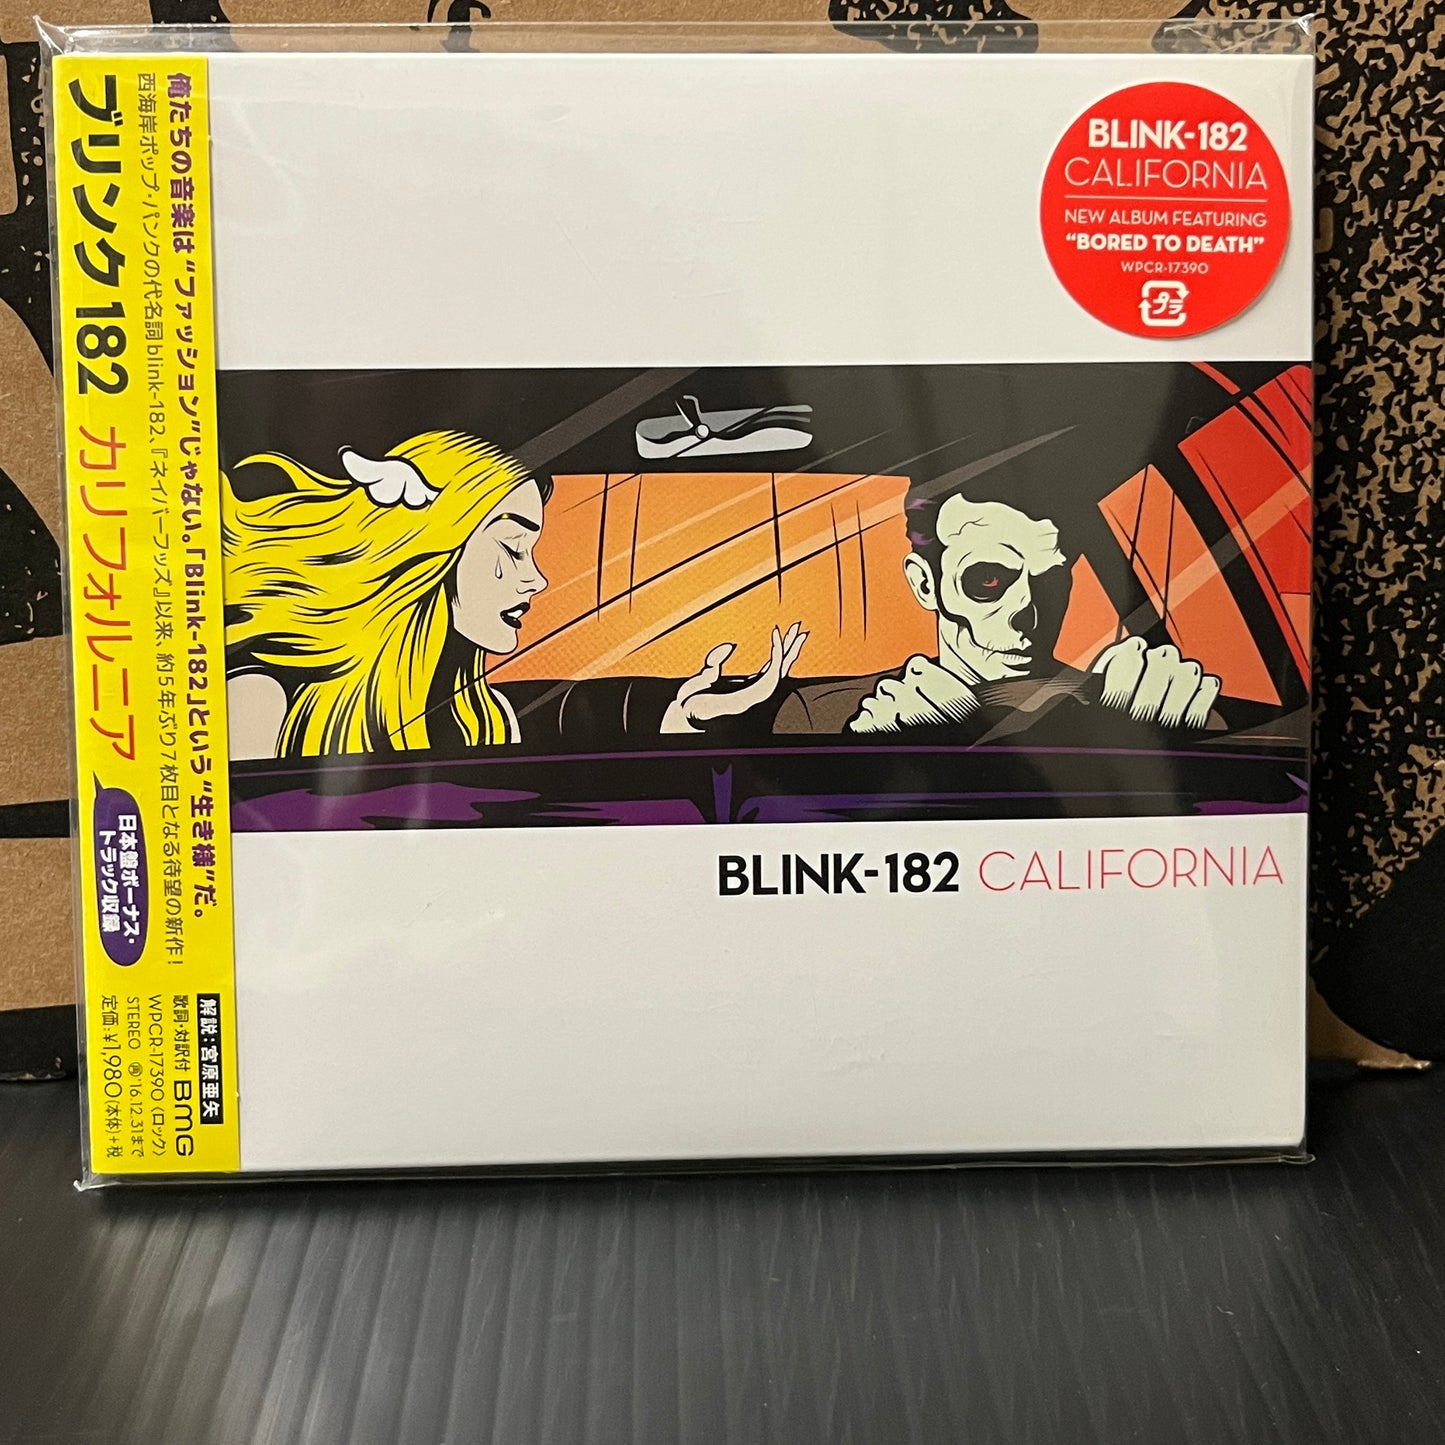 俺たちの音楽は“ファッション”じゃない。「Blink-182」という“生き様”だ。
西海岸ポップ・パンクの代名詞blink-182、『ネイバーフッズ』以来、約5年ぶり7枚目となる待望の新作！
ブリンク182 カリフォルニア
日本盤ボーナス・
トラック収録
解説：宮原亜矢
歌詞・対訳付 BMG
WPCR-17390 〈ロック〉
STEREO Ⓡ'16.12.31まで
定価：¥1,980(本体)+税
BLINK-182
CALIFORNIA
NEW ALBUM FEATURING
“BORED TO DEATH”
WPCR-17390
プラ
BLINK-182 CALIFORNIA